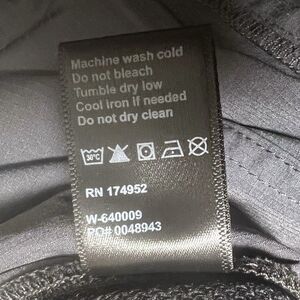 Machine wash cold
Do not bleach
Tumble dry low
Cool iron if needed
Do not dry clean
30°C
RN 174952
W-640009
PO# 0048943